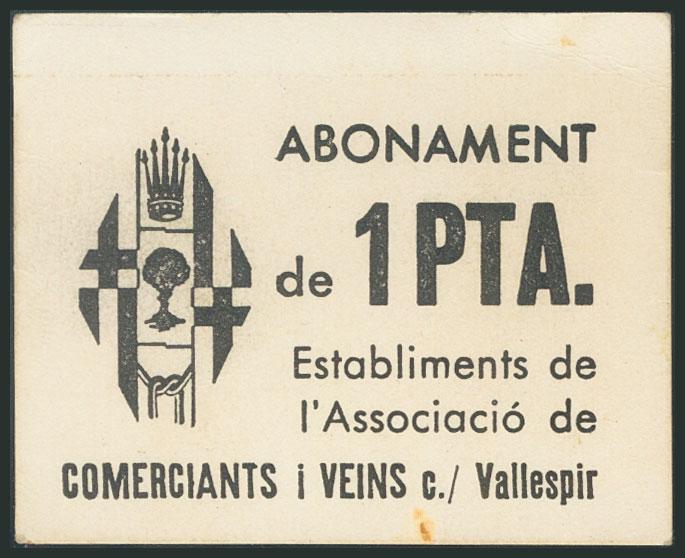 ABONAMENT
de 1 PTA.
Establiments de
l'Associació de
COMERCIANTS i VEINS c./ Vallespir